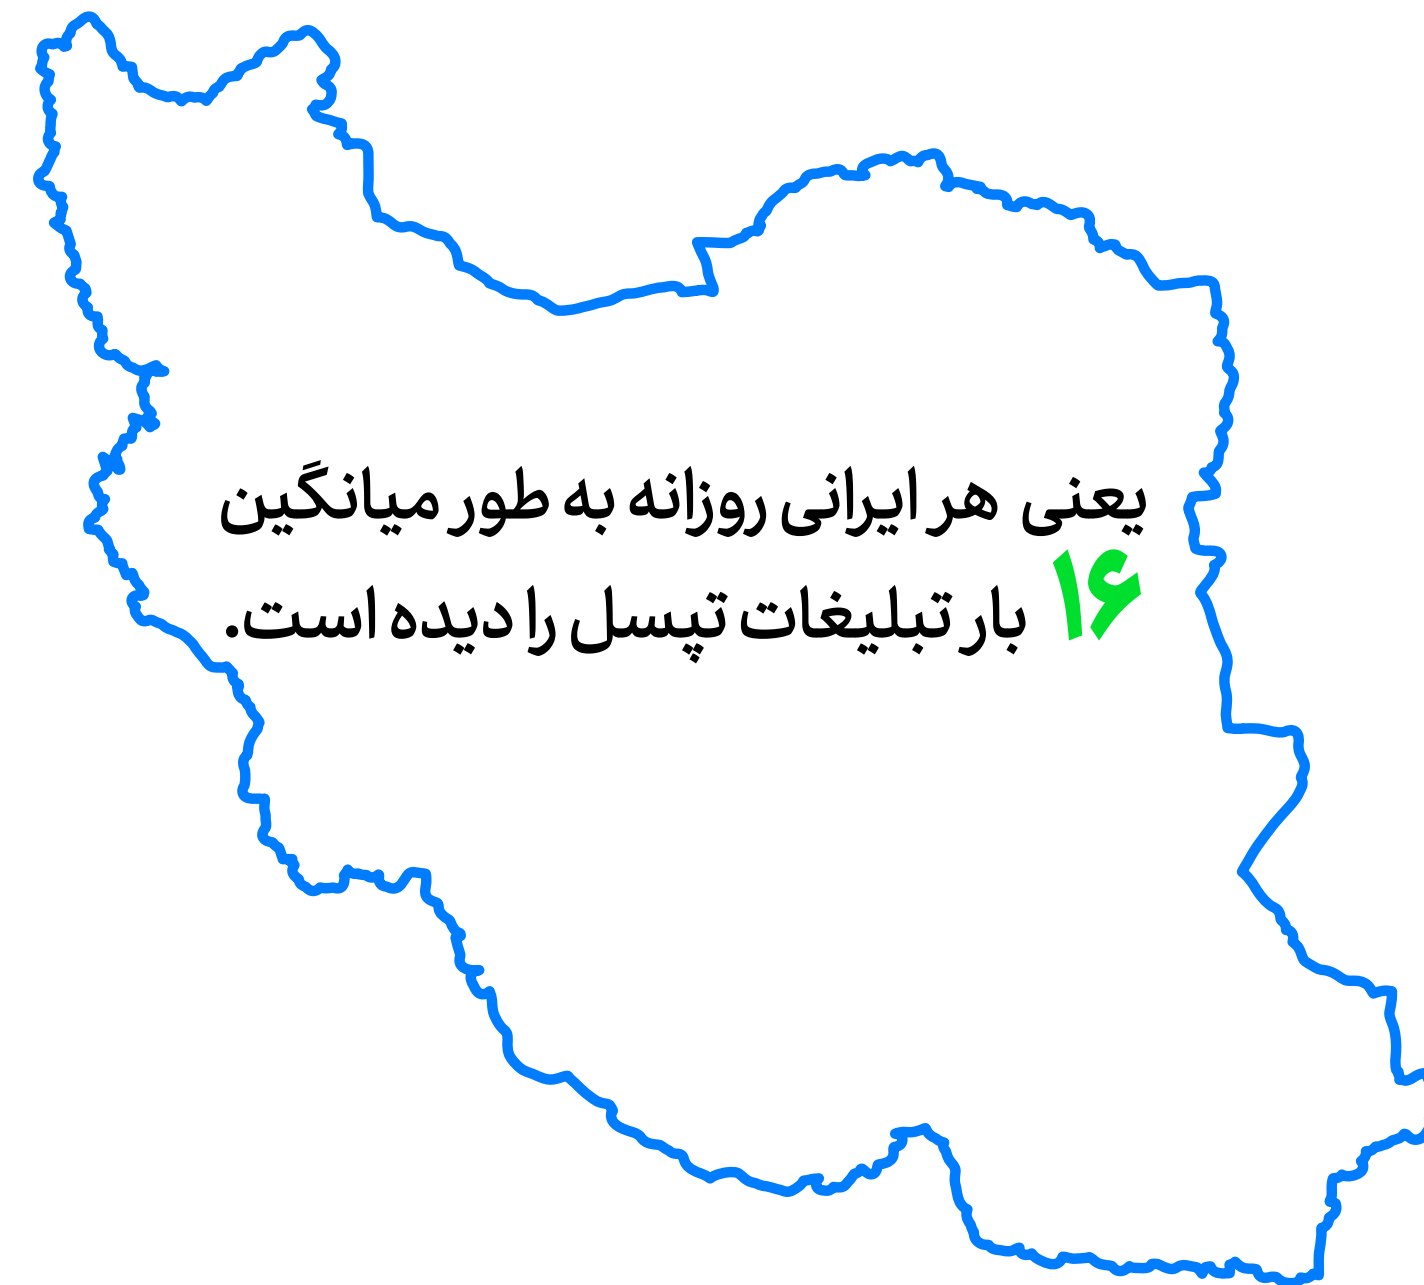 یعنی هر ایرانی روزانه به طور میانگین
۱۶ بار تبلیغات تپسل را دیده است.